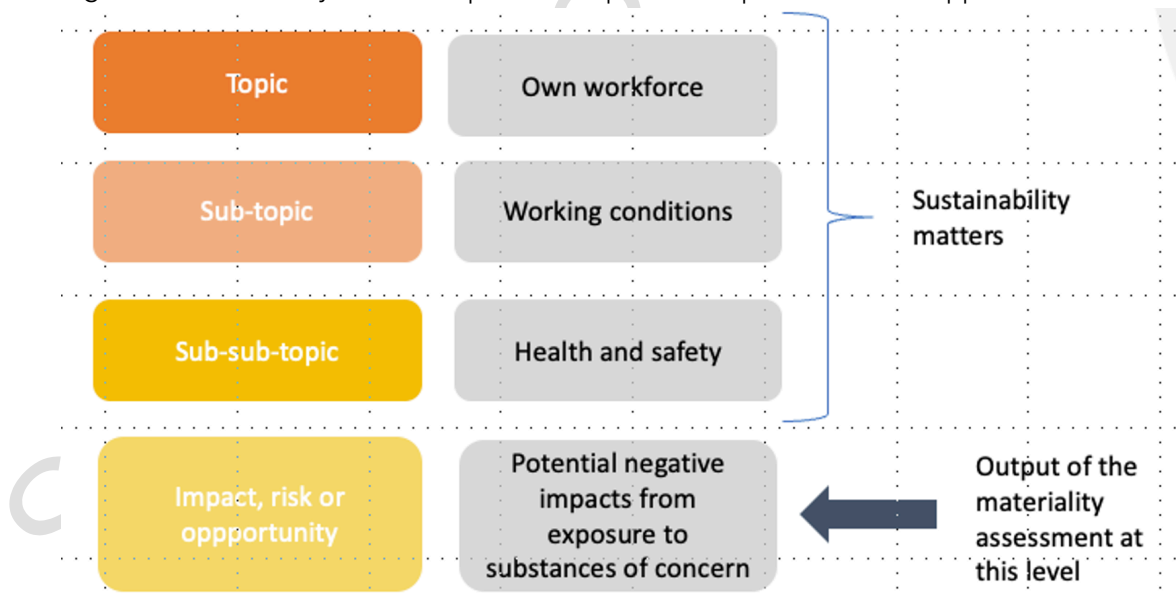 Topic
Own workforce
Sub-topic
Working conditions
Sustainability
matters
Sub-sub-topic
Health and safety
Impact, risk or
oppportunity
Potential negative
impacts from
exposure to
substances of concern
Output of the
materiality
assessment at
this level